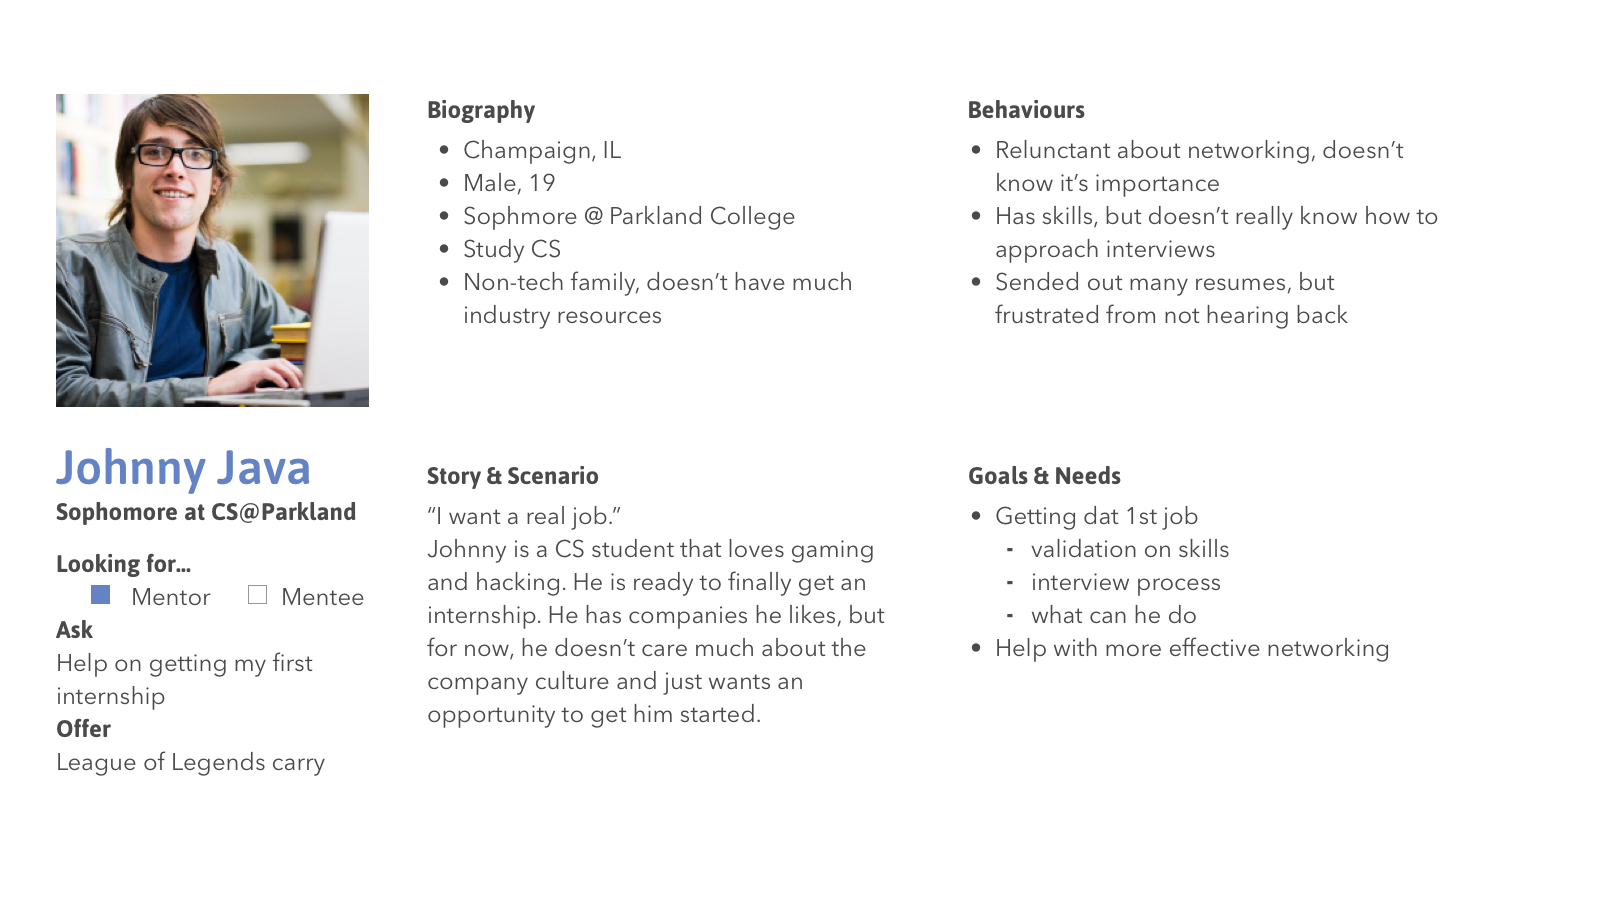 Johnny Java
Sophomore at CS@Parkland
Looking for...
Mentor Mentee
Ask
Help on getting my first
internship
Offer
League of Legends carry
Biography
• Champaign, IL
• Male, 19
• Sophmore @ Parkland College
• Study CS
• Non-tech family, doesn’t have much
industry resources
Story & Scenario
“I want a real job.”
Johnny is a CS student that loves gaming
and hacking. He is ready to finally get an
internship. He has companies he likes, but
for now, he doesn’t care much about the
company culture and just wants an
opportunity to get him started.
Behaviours
• Relunctant about networking, doesn’t
know it’s importance
• Has skills, but doesn’t really know how to
approach interviews
• Sended out many resumes, but
frustrated from not hearing back
Goals & Needs
• Getting dat 1st job
- validation on skills
- interview process
- what can he do
• Help with more effective networking